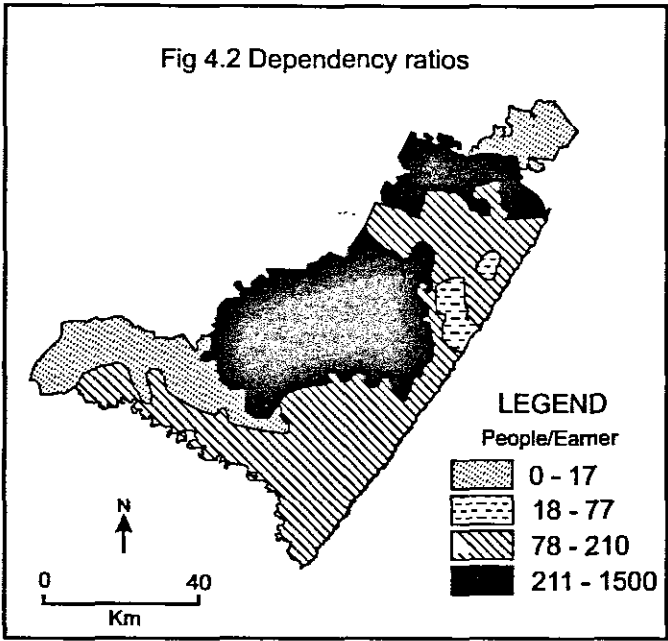 Fig 4.2 Dependency ratios
LEGEND
People/Earner
0 - 17
18 - 77
78 - 210
211 - 1500
N
0 40
Km